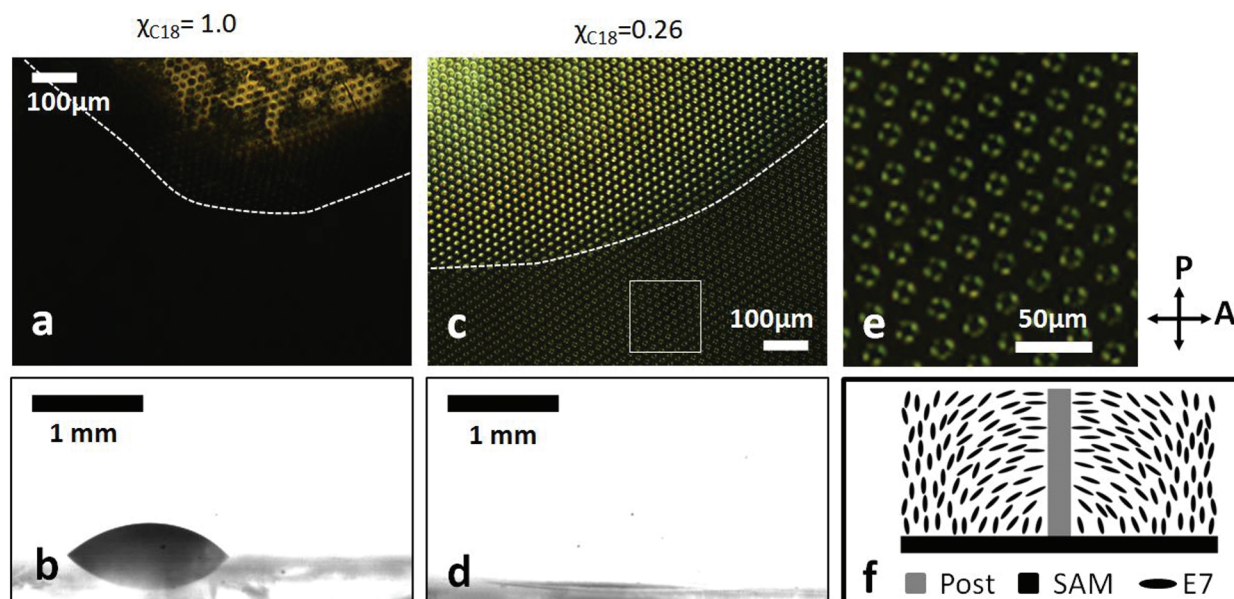 χC18= 1.0
χC18=0.26
100μm
a
c
100μm
e
50μm
P
A
1 mm
b
1 mm
d
f
Post SAM E7